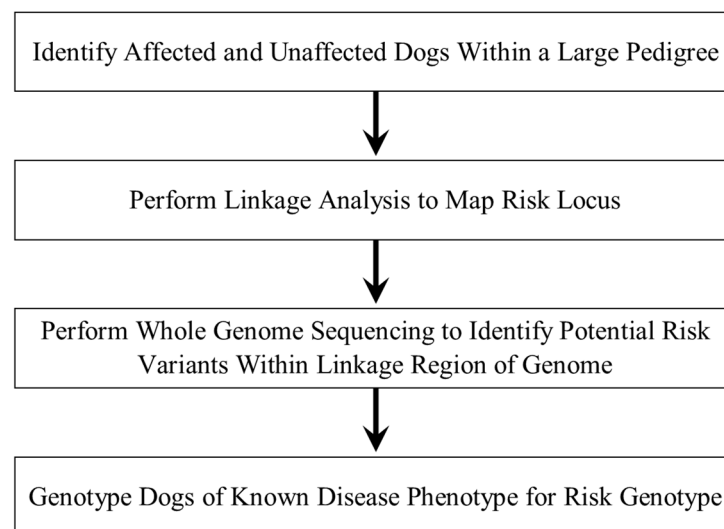 Identify Affected and Unaffected Dogs Within a Large Pedigree
Perform Linkage Analysis to Map Risk Locus
Perform Whole Genome Sequencing to Identify Potential Risk
Variants Within Linkage Region of Genome
Genotype Dogs of Known Disease Phenotype for Risk Genotype